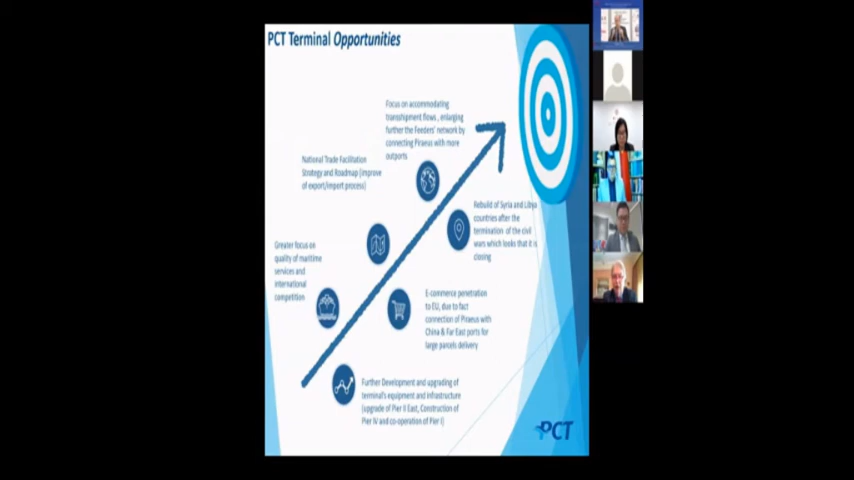 PCT Terminal Opportunities
Focus on accommodating
transshipment flows , enlarging
further the Feeders' network by
connecting Piraeus with more
outports
National Trade Facilitation
Strategy and Roadmap (improve
of export/import process)
Rebuild of Syria and Libya
countries after the
termination of the civil
wars which looks that it is
closing
Greater focus on
quality of maritime
services and
international
competition
E-commerce penetration
to EU, due to fact
connection of Piraeus with
China & Far East ports for
large parcels delivery
Further Development and upgrading of
terminal's equipment and infrastructure
(upgrade of Pier II East, Construction of
Pier IV and co-operation of Pier I)
PCT